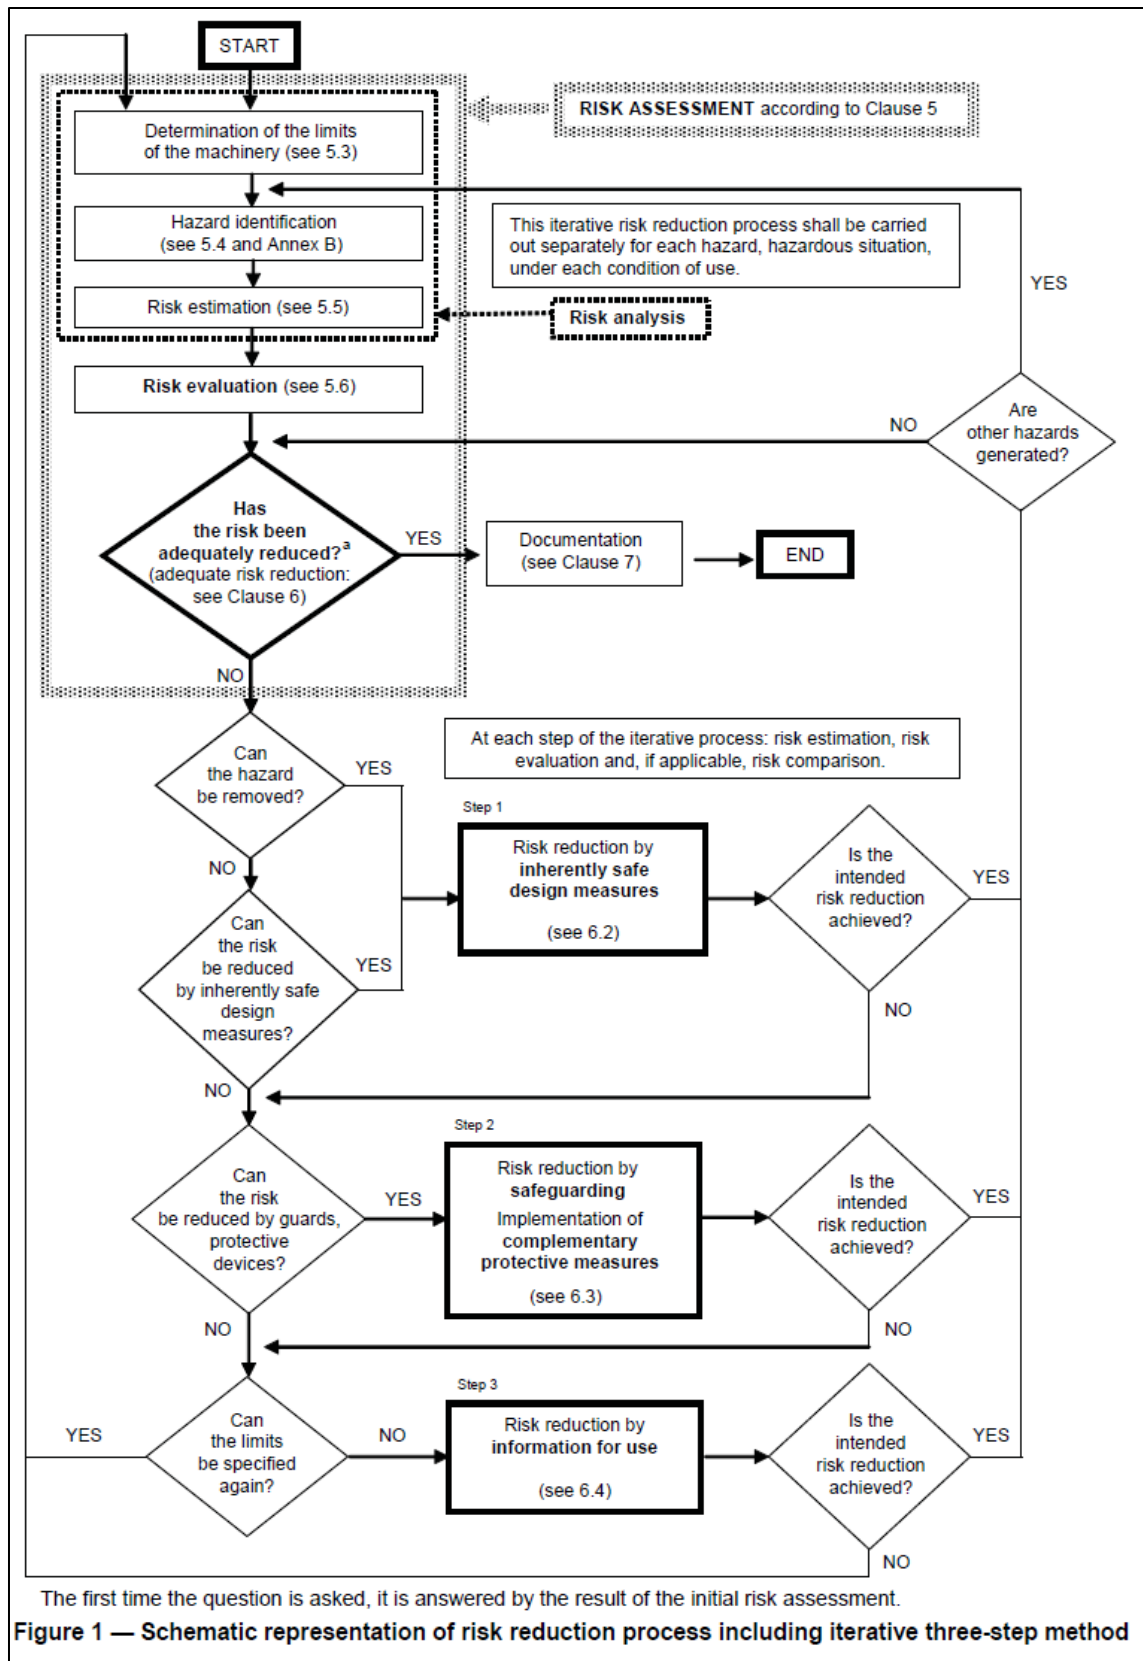 START
RISK ASSESSMENT according to Clause 5
Determination of the limits
of the machinery (see 5.3)
Hazard identification
(see 5.4 and Annex B)
This iterative risk reduction process shall be carried
out separately for each hazard, hazardous situation,
under each condition of use.
YES
Risk estimation (see 5.5)
Risk analysis
Risk evaluation (see 5.6)
Are
other hazards
generated?
NO
Has
the risk been
adequately reduced?a
(adequate risk reduction:
see Clause 6)
YES
Documentation
(see Clause 7)
END
NO
Can
the hazard
be removed?
YES
At each step of the iterative process: risk estimation, risk
evaluation and, if applicable, risk comparison.
Step 1
Risk reduction by
inherently safe
design measures
(see 6.2)
Is the
intended
risk reduction
achieved?
YES
NO
Can
the risk
be reduced
by inherently safe
design
measures?
YES
NO
NO
Step 2
Can
the risk
be reduced by guards,
protective
devices?
YES
Risk reduction by
safeguarding
Implementation of
complementary
protective measures
(see 6.3)
Is the
intended
risk reduction
achieved?
YES
NO
NO
Step 3
YES
Can
the limits
be specified
again?
NO
Risk reduction by
information for use
(see 6.4)
Is the
intended
risk reduction
achieved?
YES
NO
The first time the question is asked, it is answered by the result of the initial risk assessment.
Figure 1 — Schematic representation of risk reduction process including iterative three-step method